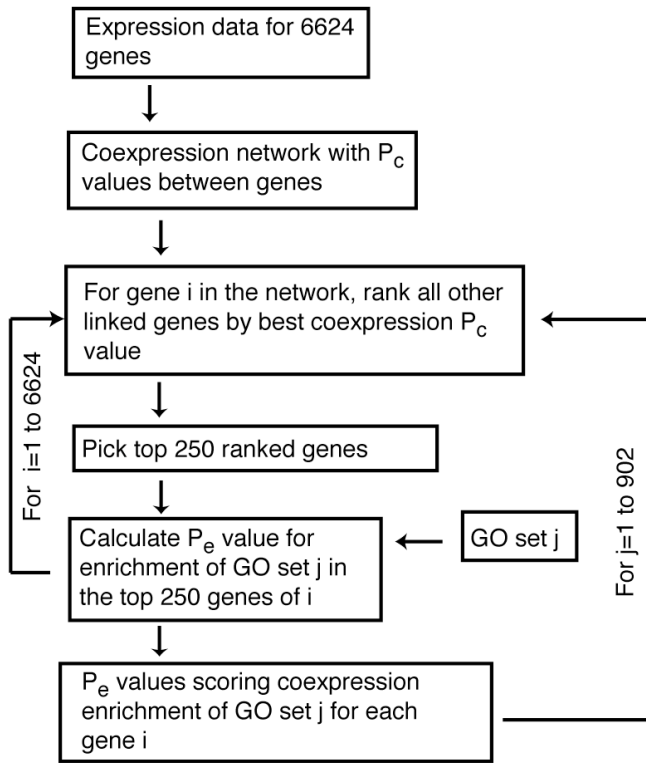 Expression data for 6624
genes
Coexpression network with Pc
values between genes
For gene i in the network, rank all other
linked genes by best coexpression Pc
value
For i=1 to 6624
Pick top 250 ranked genes
Calculate Pe value for
enrichment of GO set j in
the top 250 genes of i
GO set j
For j=1 to 902
Pe values scoring coexpression
enrichment of GO set j for each
gene i